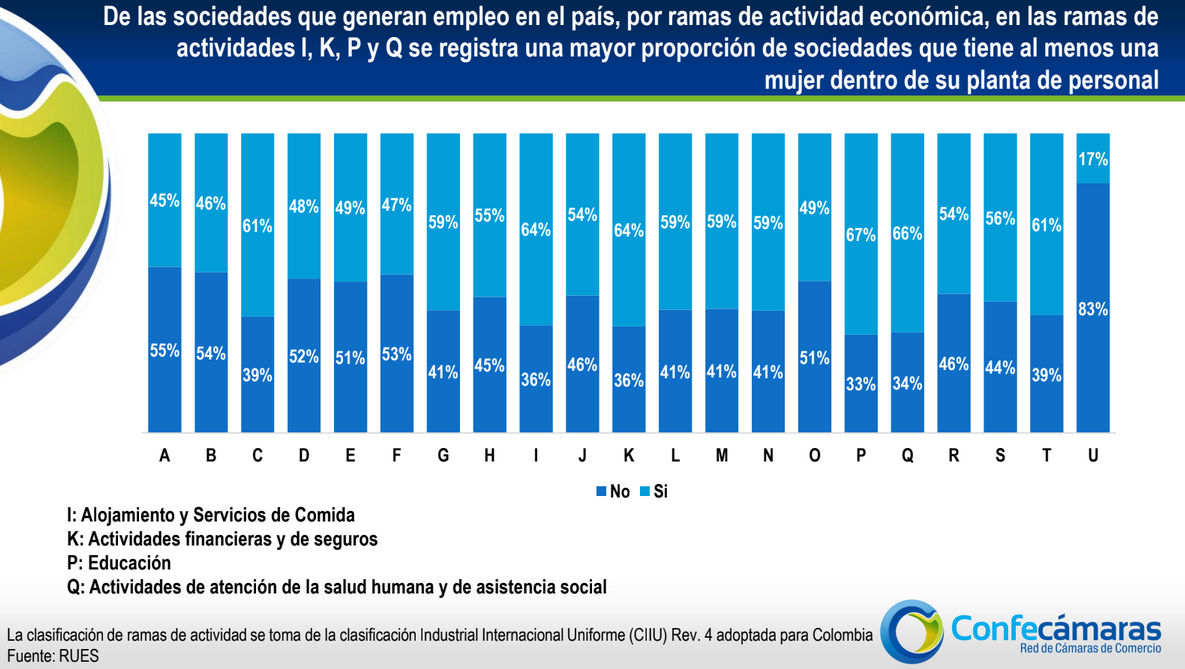 De las sociedades que generan empleo en el país, por ramas de actividad económica, en las ramas de
actividades I, K, P y Q se registra una mayor proporción de sociedades que tiene al menos una
mujer dentro de su planta de personal
45% 46% 61% 48% 49% 47% 59% 55% 64% 54% 64% 59% 59% 59% 49% 67% 66% 54% 56% 61% 17%
55% 54% 39% 52% 51% 53% 41% 45% 36% 46% 36% 41% 41% 41% 51% 33% 34% 46% 44% 39% 83%
A B C D E F G H I J K L M N O P Q R S T U
No Si
I: Alojamiento y Servicios de Comida
K: Actividades financieras y de seguros
P: Educación
Q: Actividades de atención de la salud humana y de asistencia social
La clasificación de ramas de actividad se toma de la clasificación Industrial Internacional Uniforme (CIIU) Rev. 4 adoptada para Colombia
Fuente: RUES
Confecámaras
Red de Cámaras de Comercio